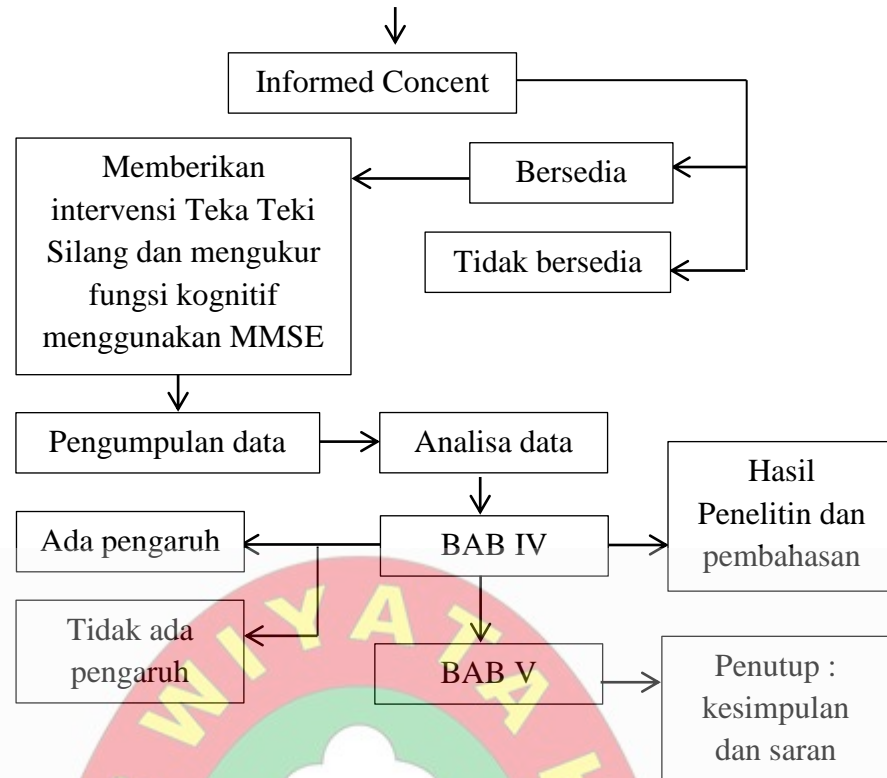 Informed Concent
Memberikan
intervensi Teka Teki
Silang dan mengukur
fungsi kognitif
menggunakan MMSE
Bersedia
Tidak bersedia
Pengumpulan data
Analisa data
Hasil
Penelitin dan
pembahasan
Ada pengaruh
BAB IV
Tidak ada
pengaruh
BAB V
Penutup :
kesimpulan
dan saran
WIYATA